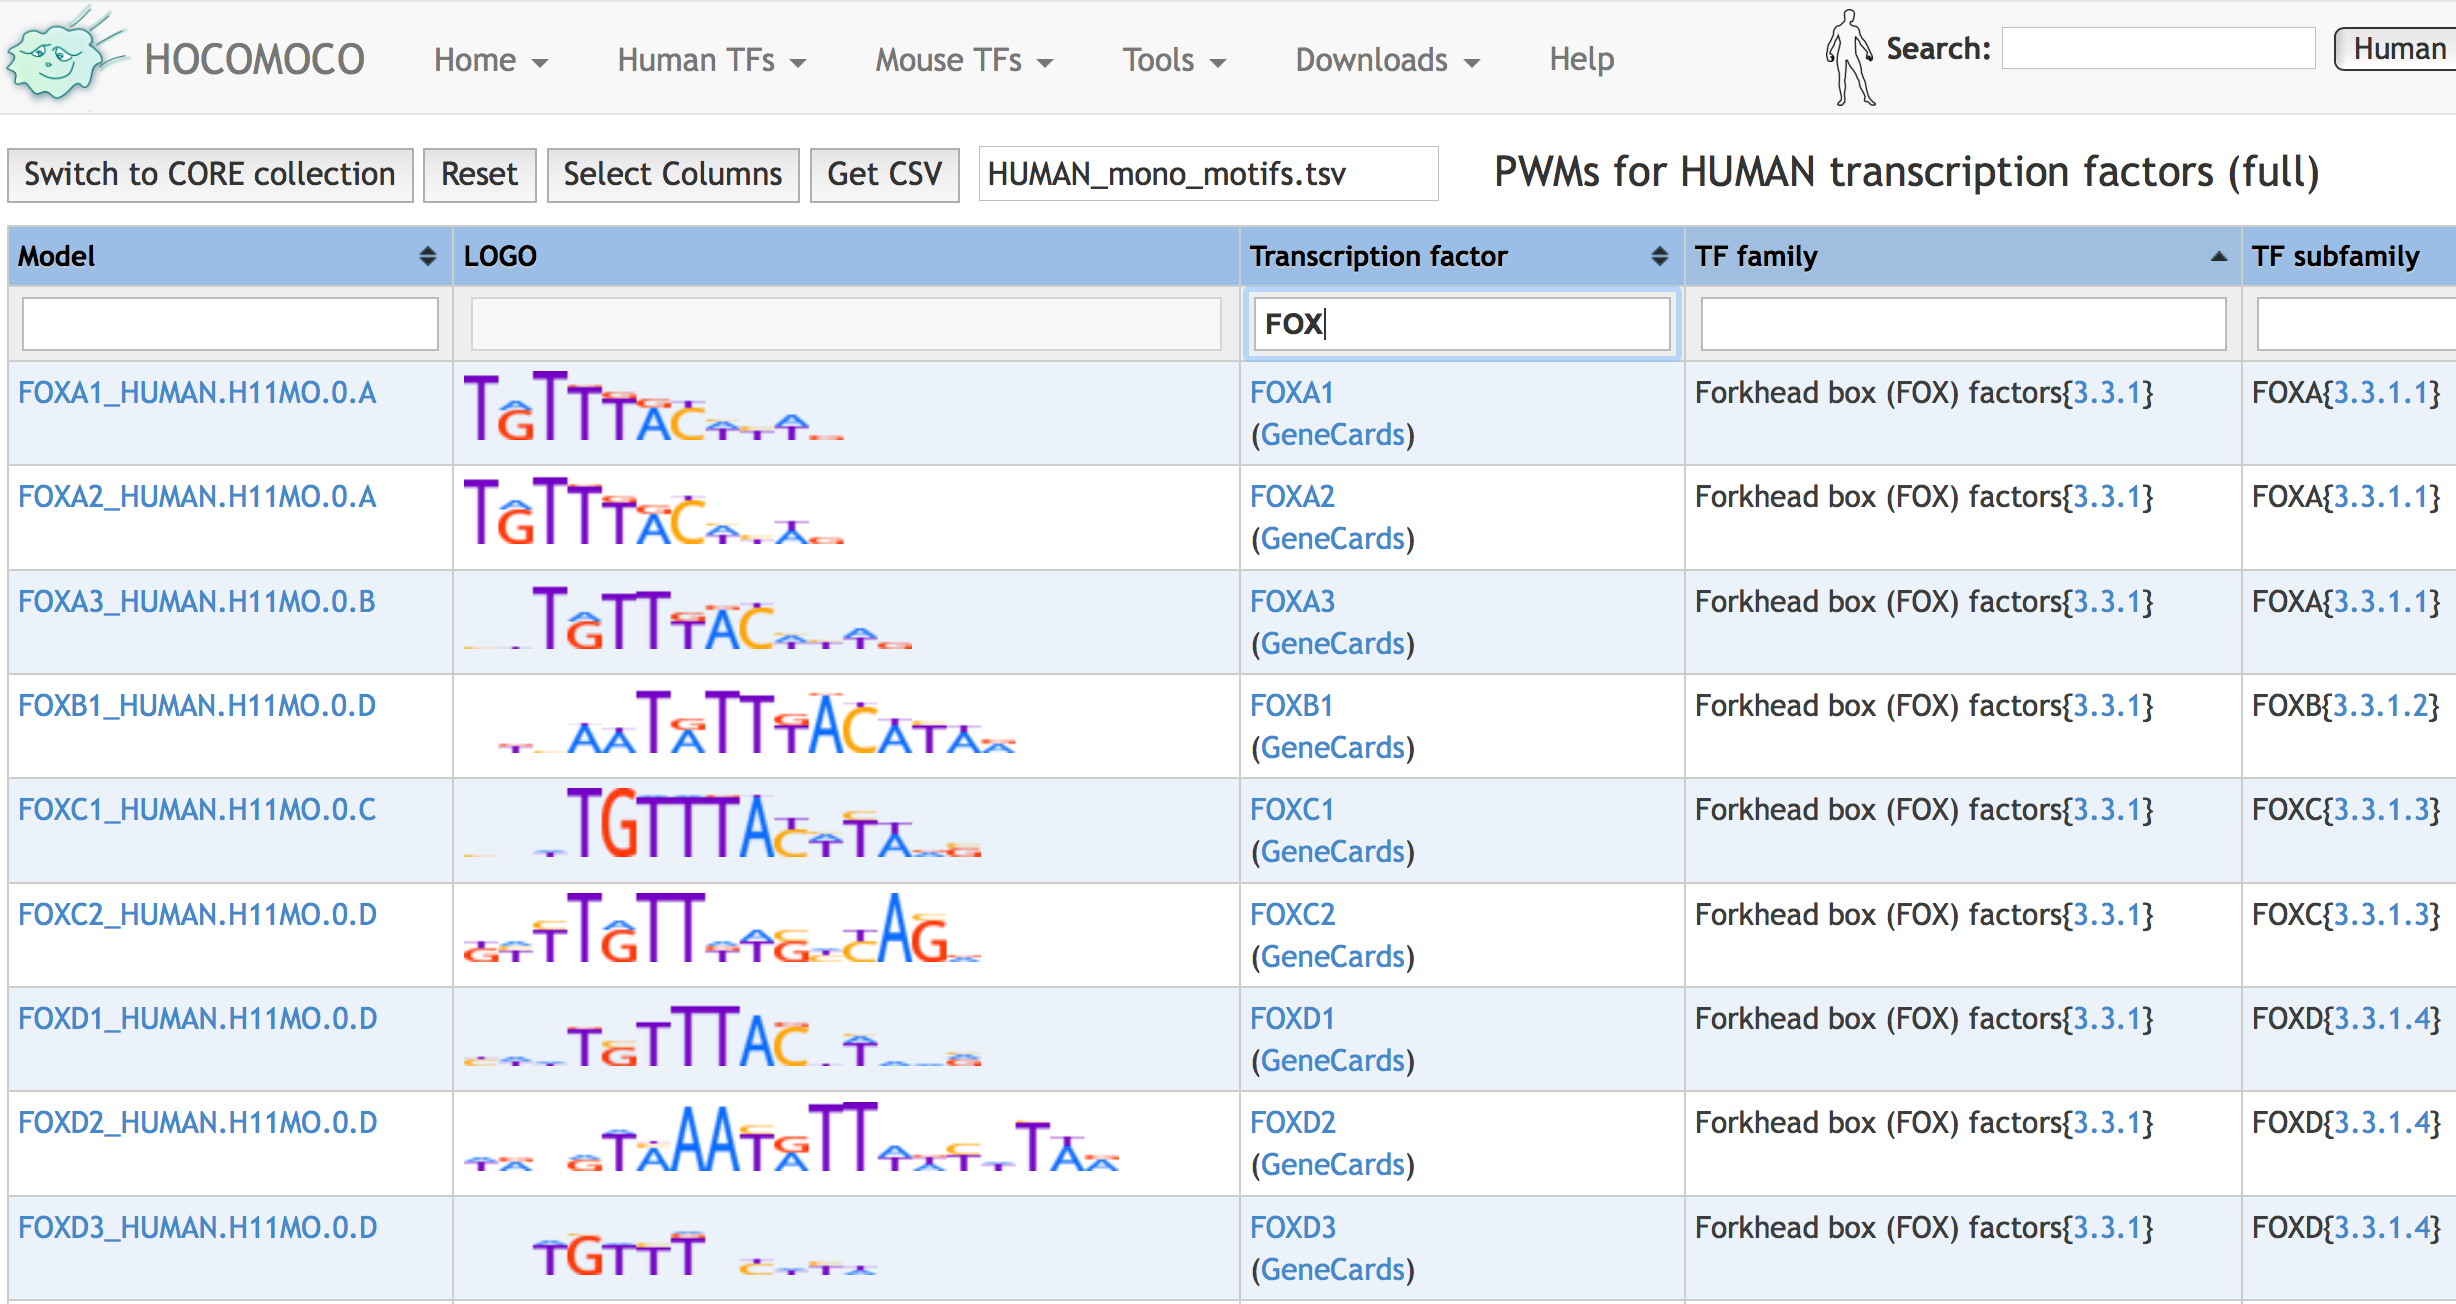 HOCOMOCO Home Human TFs Mouse TFs Tools Downloads Help Search: Human
Switch to CORE collection Reset Select Columns Get CSV HUMAN_mono_motifs.tsv PWMs for HUMAN transcription factors (full)
Model LOGO Transcription factor TF family TF subfamily
FOX
FOXA1_HUMAN.H11MO.0.A FOXA1 Forkhead box (FOX) factors{3.3.1} FOXA{3.3.1.1}
(GeneCards)
FOXA2_HUMAN.H11MO.0.A FOXA2 Forkhead box (FOX) factors{3.3.1} FOXA{3.3.1.1}
(GeneCards)
FOXA3_HUMAN.H11MO.0.B FOXA3 Forkhead box (FOX) factors{3.3.1} FOXA{3.3.1.1}
(GeneCards)
FOXB1_HUMAN.H11MO.0.D FOXB1 Forkhead box (FOX) factors{3.3.1} FOXB{3.3.1.2}
(GeneCards)
FOXC1_HUMAN.H11MO.0.C FOXC1 Forkhead box (FOX) factors{3.3.1} FOXC{3.3.1.3}
(GeneCards)
FOXC2_HUMAN.H11MO.0.D FOXC2 Forkhead box (FOX) factors{3.3.1} FOXC{3.3.1.3}
(GeneCards)
FOXD1_HUMAN.H11MO.0.D FOXD1 Forkhead box (FOX) factors{3.3.1} FOXD{3.3.1.4}
(GeneCards)
FOXD2_HUMAN.H11MO.0.D FOXD2 Forkhead box (FOX) factors{3.3.1} FOXD{3.3.1.4}
(GeneCards)
FOXD3_HUMAN.H11MO.0.D FOXD3 Forkhead box (FOX) factors{3.3.1} FOXD{3.3.1.4}
(GeneCards)